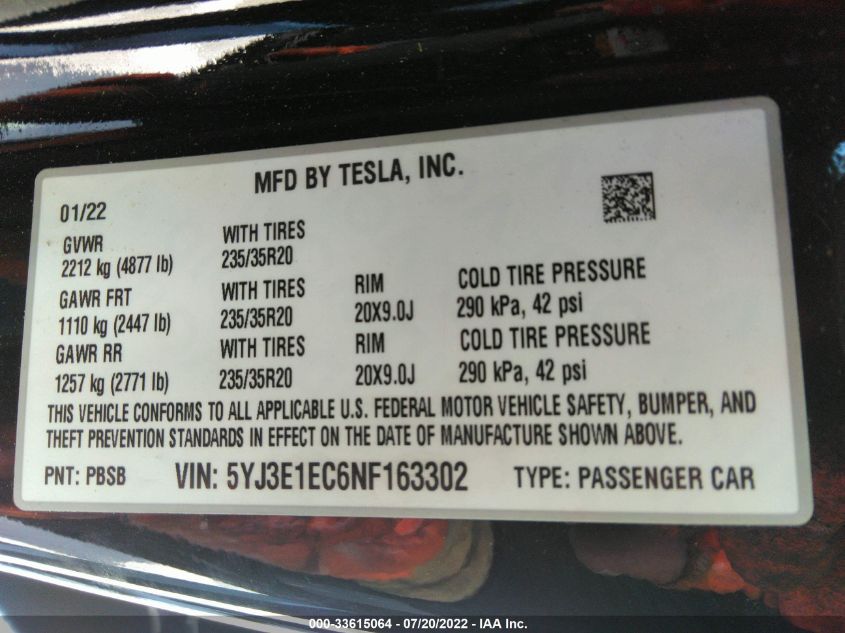 MFD BY TESLA, INC.
01/22
GVWR WITH TIRES
2212 kg (4877 lb) 235/35R20
GAWR FRT WITH TIRES RIM COLD TIRE PRESSURE
1110 kg (2447 lb) 235/35R20 20X9.0J 290 kPa, 42 psi
GAWR RR WITH TIRES RIM COLD TIRE PRESSURE
1257 kg (2771 lb) 235/35R20 20X9.0J 290 kPa, 42 psi
THIS VEHICLE CONFORMS TO ALL APPLICABLE U.S. FEDERAL MOTOR VEHICLE SAFETY, BUMPER, AND
THEFT PREVENTION STANDARDS IN EFFECT ON THE DATE OF MANUFACTURE SHOWN ABOVE.
PNT: PBSB VIN: 5YJ3E1EC6NF163302 TYPE: PASSENGER CAR
000-33615064 - 07/20/2022 - IAA Inc.